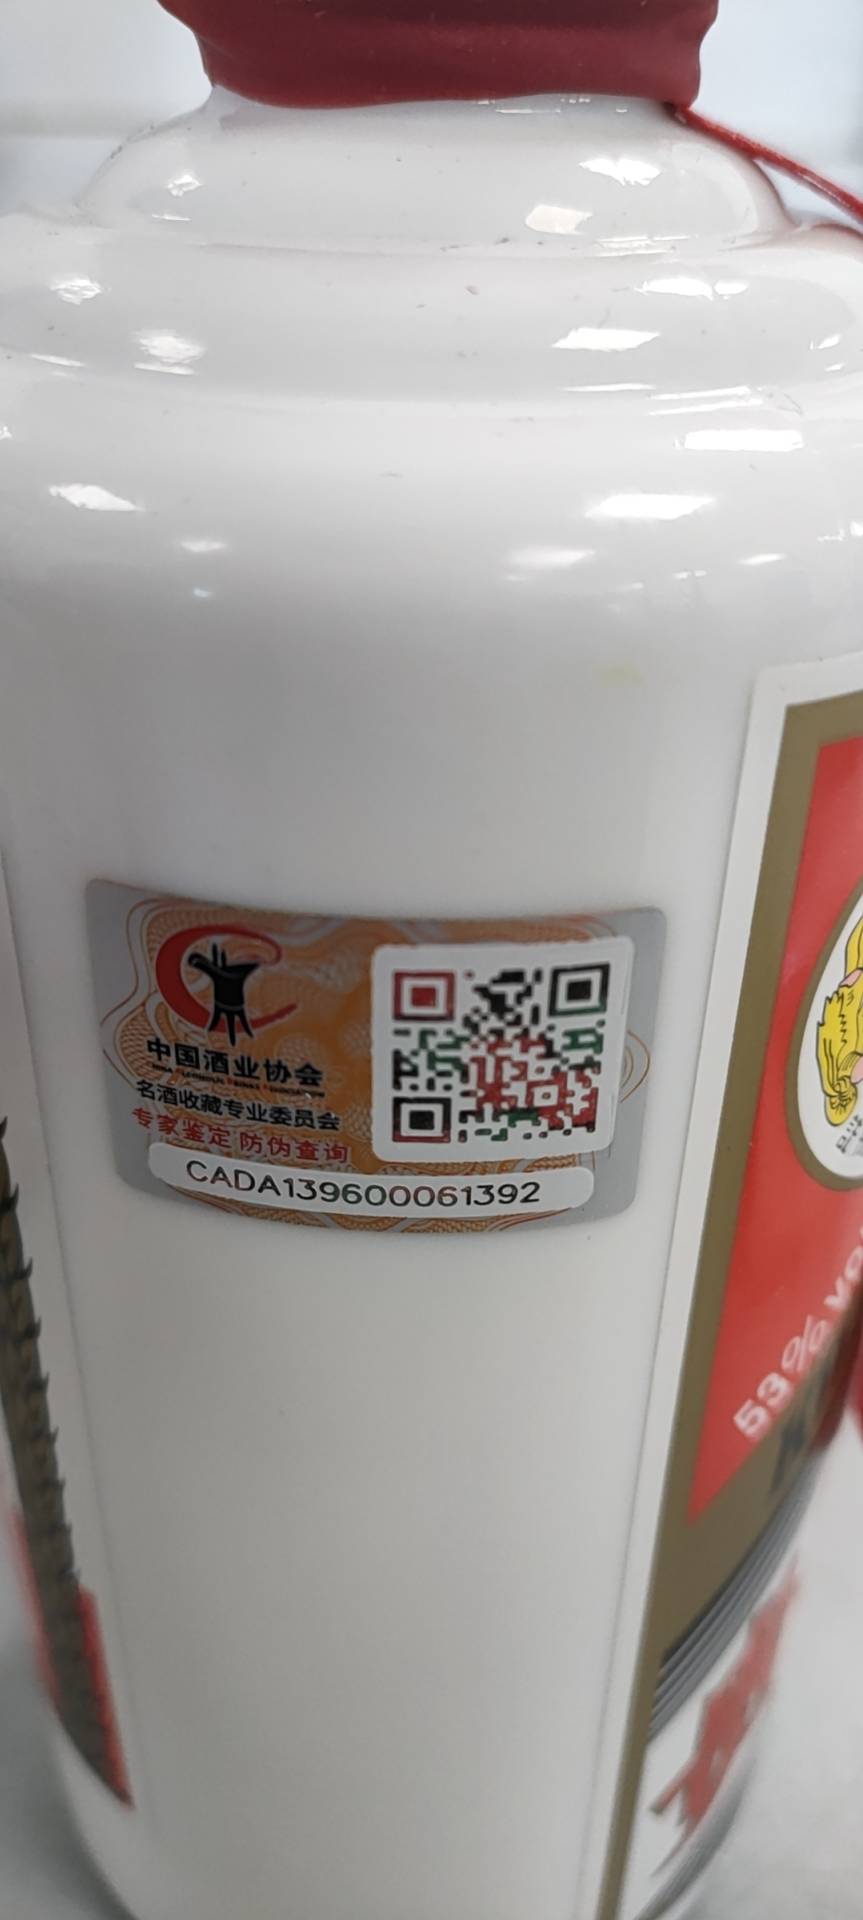 中国酒业协会
名酒收藏专业委员会
专家鉴定 防伪查询
CADA139600061392
53%